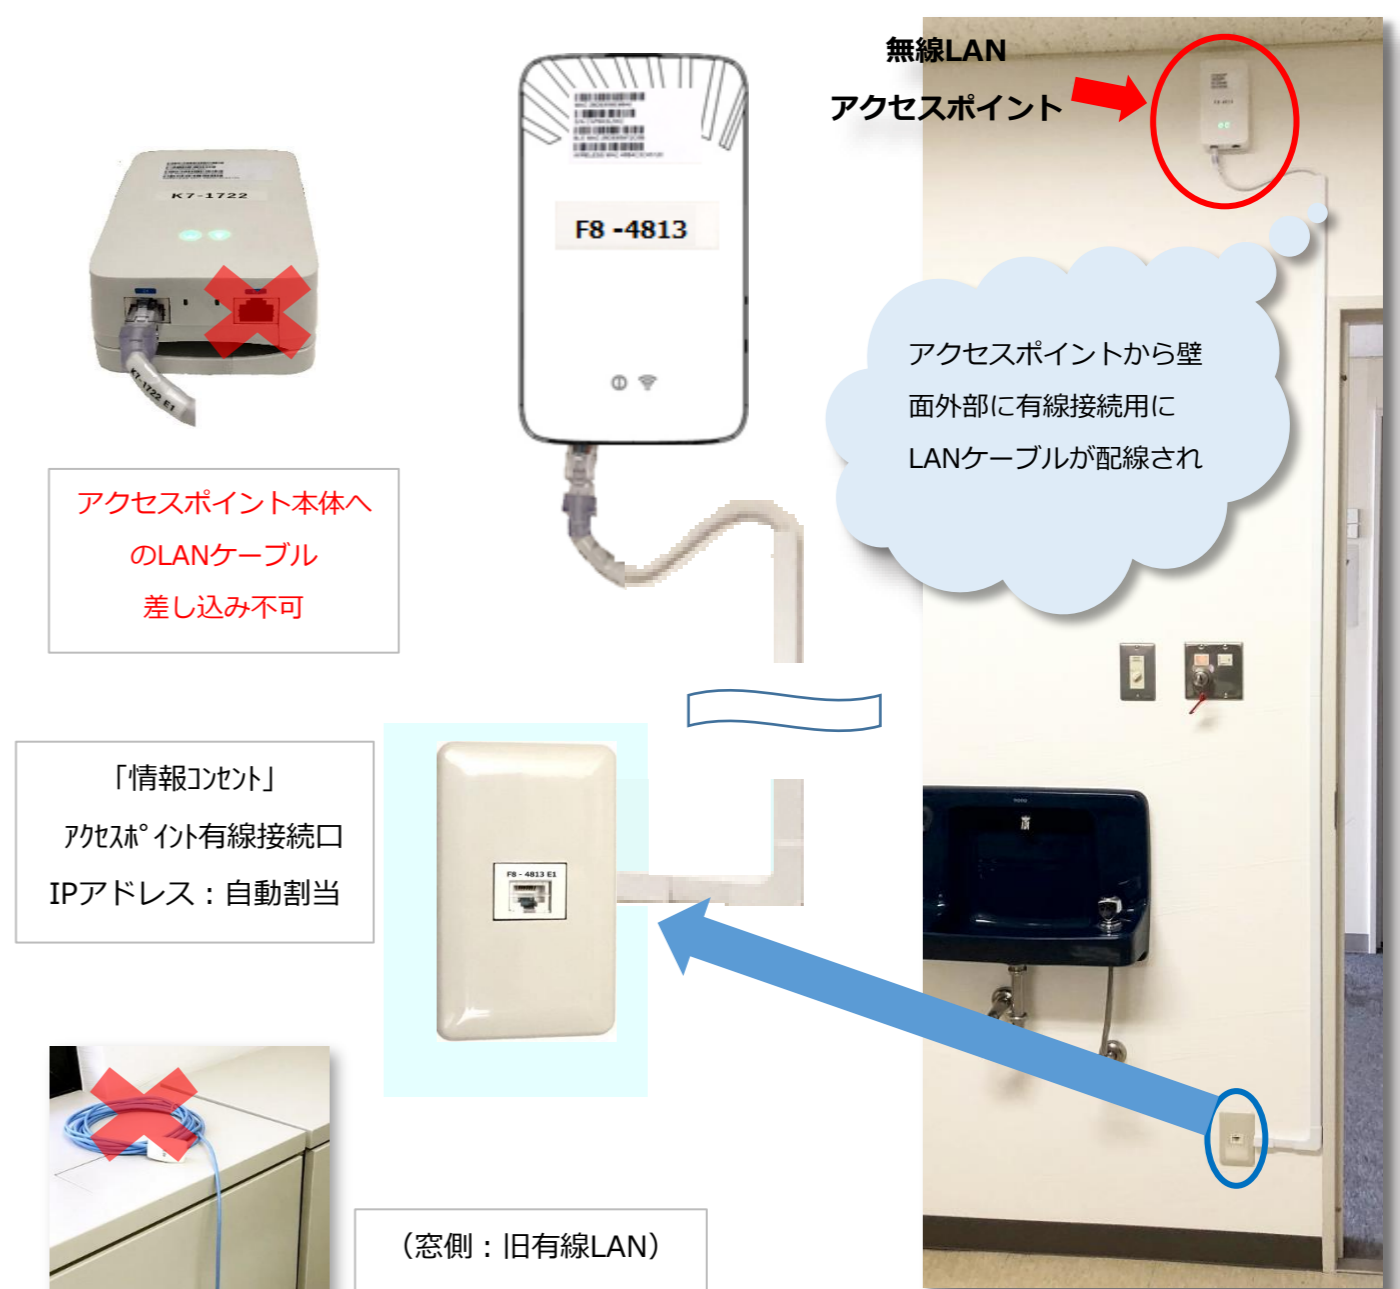 無線LAN
アクセスポイント
K7-1722
K7-1722 E1
アクセスポイント本体へ
のLANケーブル
差し込み不可
F8 -4813
アクセスポイントから壁
面外部に有線接続用に
LANケーブルが配線され
「情報ｺﾝｾﾝﾄ」
ｱｸｾｽﾎﾟｲﾝﾄ有線接続口
IPアドレス：自動割当
F8 - 4813 E1
（窓側：旧有線LAN）